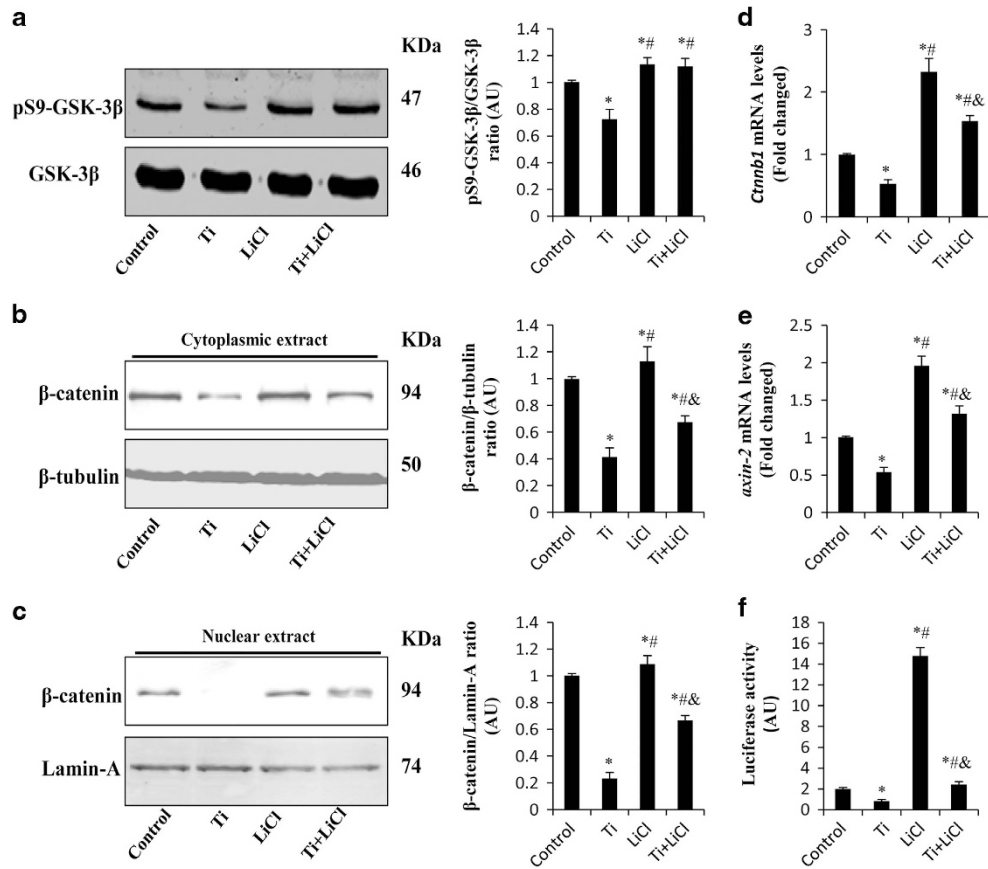 a
KDa
pS9-GSK-3β
47
GSK-3β
46
Control
Ti
LiCl
Ti+LiCl
pS9-GSK-3β/GSK-3β
ratio (AU)
1.4
1.2
1
0.8
0.6
0.4
0.2
0
*
*#
*#
Control
Ti
LiCl
Ti+LiCl
d
Ctnnb1 mRNA levels
(Fold changed)
3
2
1
0
*
*#
*#&
Control
Ti
LiCl
Ti+LiCl
b
Cytoplasmic extract
KDa
β-catenin
94
β-tubulin
50
Control
Ti
LiCl
Ti+LiCl
β-catenin/β-tubulin
ratio (AU)
1.4
1.2
1
0.8
0.6
0.4
0.2
0
*
*#
*#&
Control
Ti
LiCl
Ti+LiCl
e
axin-2 mRNA levels
(Fold changed)
2.5
2
1.5
1
0.5
0
*
*#
*#&
Control
Ti
LiCl
Ti+LiCl
c
Nuclear extract
KDa
β-catenin
94
Lamin-A
74
Control
Ti
LiCl
Ti+LiCl
β-catenin/Lamin-A ratio
(AU)
1.4
1.2
1
0.8
0.6
0.4
0.2
0
*
*#
*#&
Control
Ti
LiCl
Ti+LiCl
f
Luciferase activity
(AU)
18
16
14
12
10
8
6
4
2
0
*
*#
*#&
Control
Ti
LiCl
Ti+LiCl